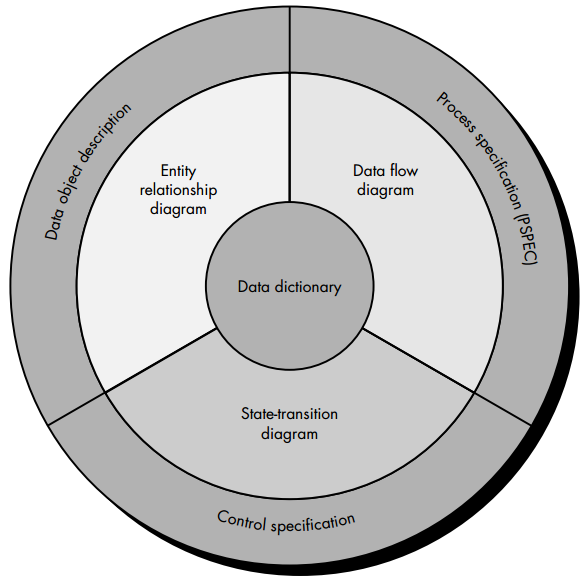 Data object description
Process specification (PSPEC)
Entity
relationship
diagram
Data flow
diagram
Data dictionary
State-transition
diagram
Control specification